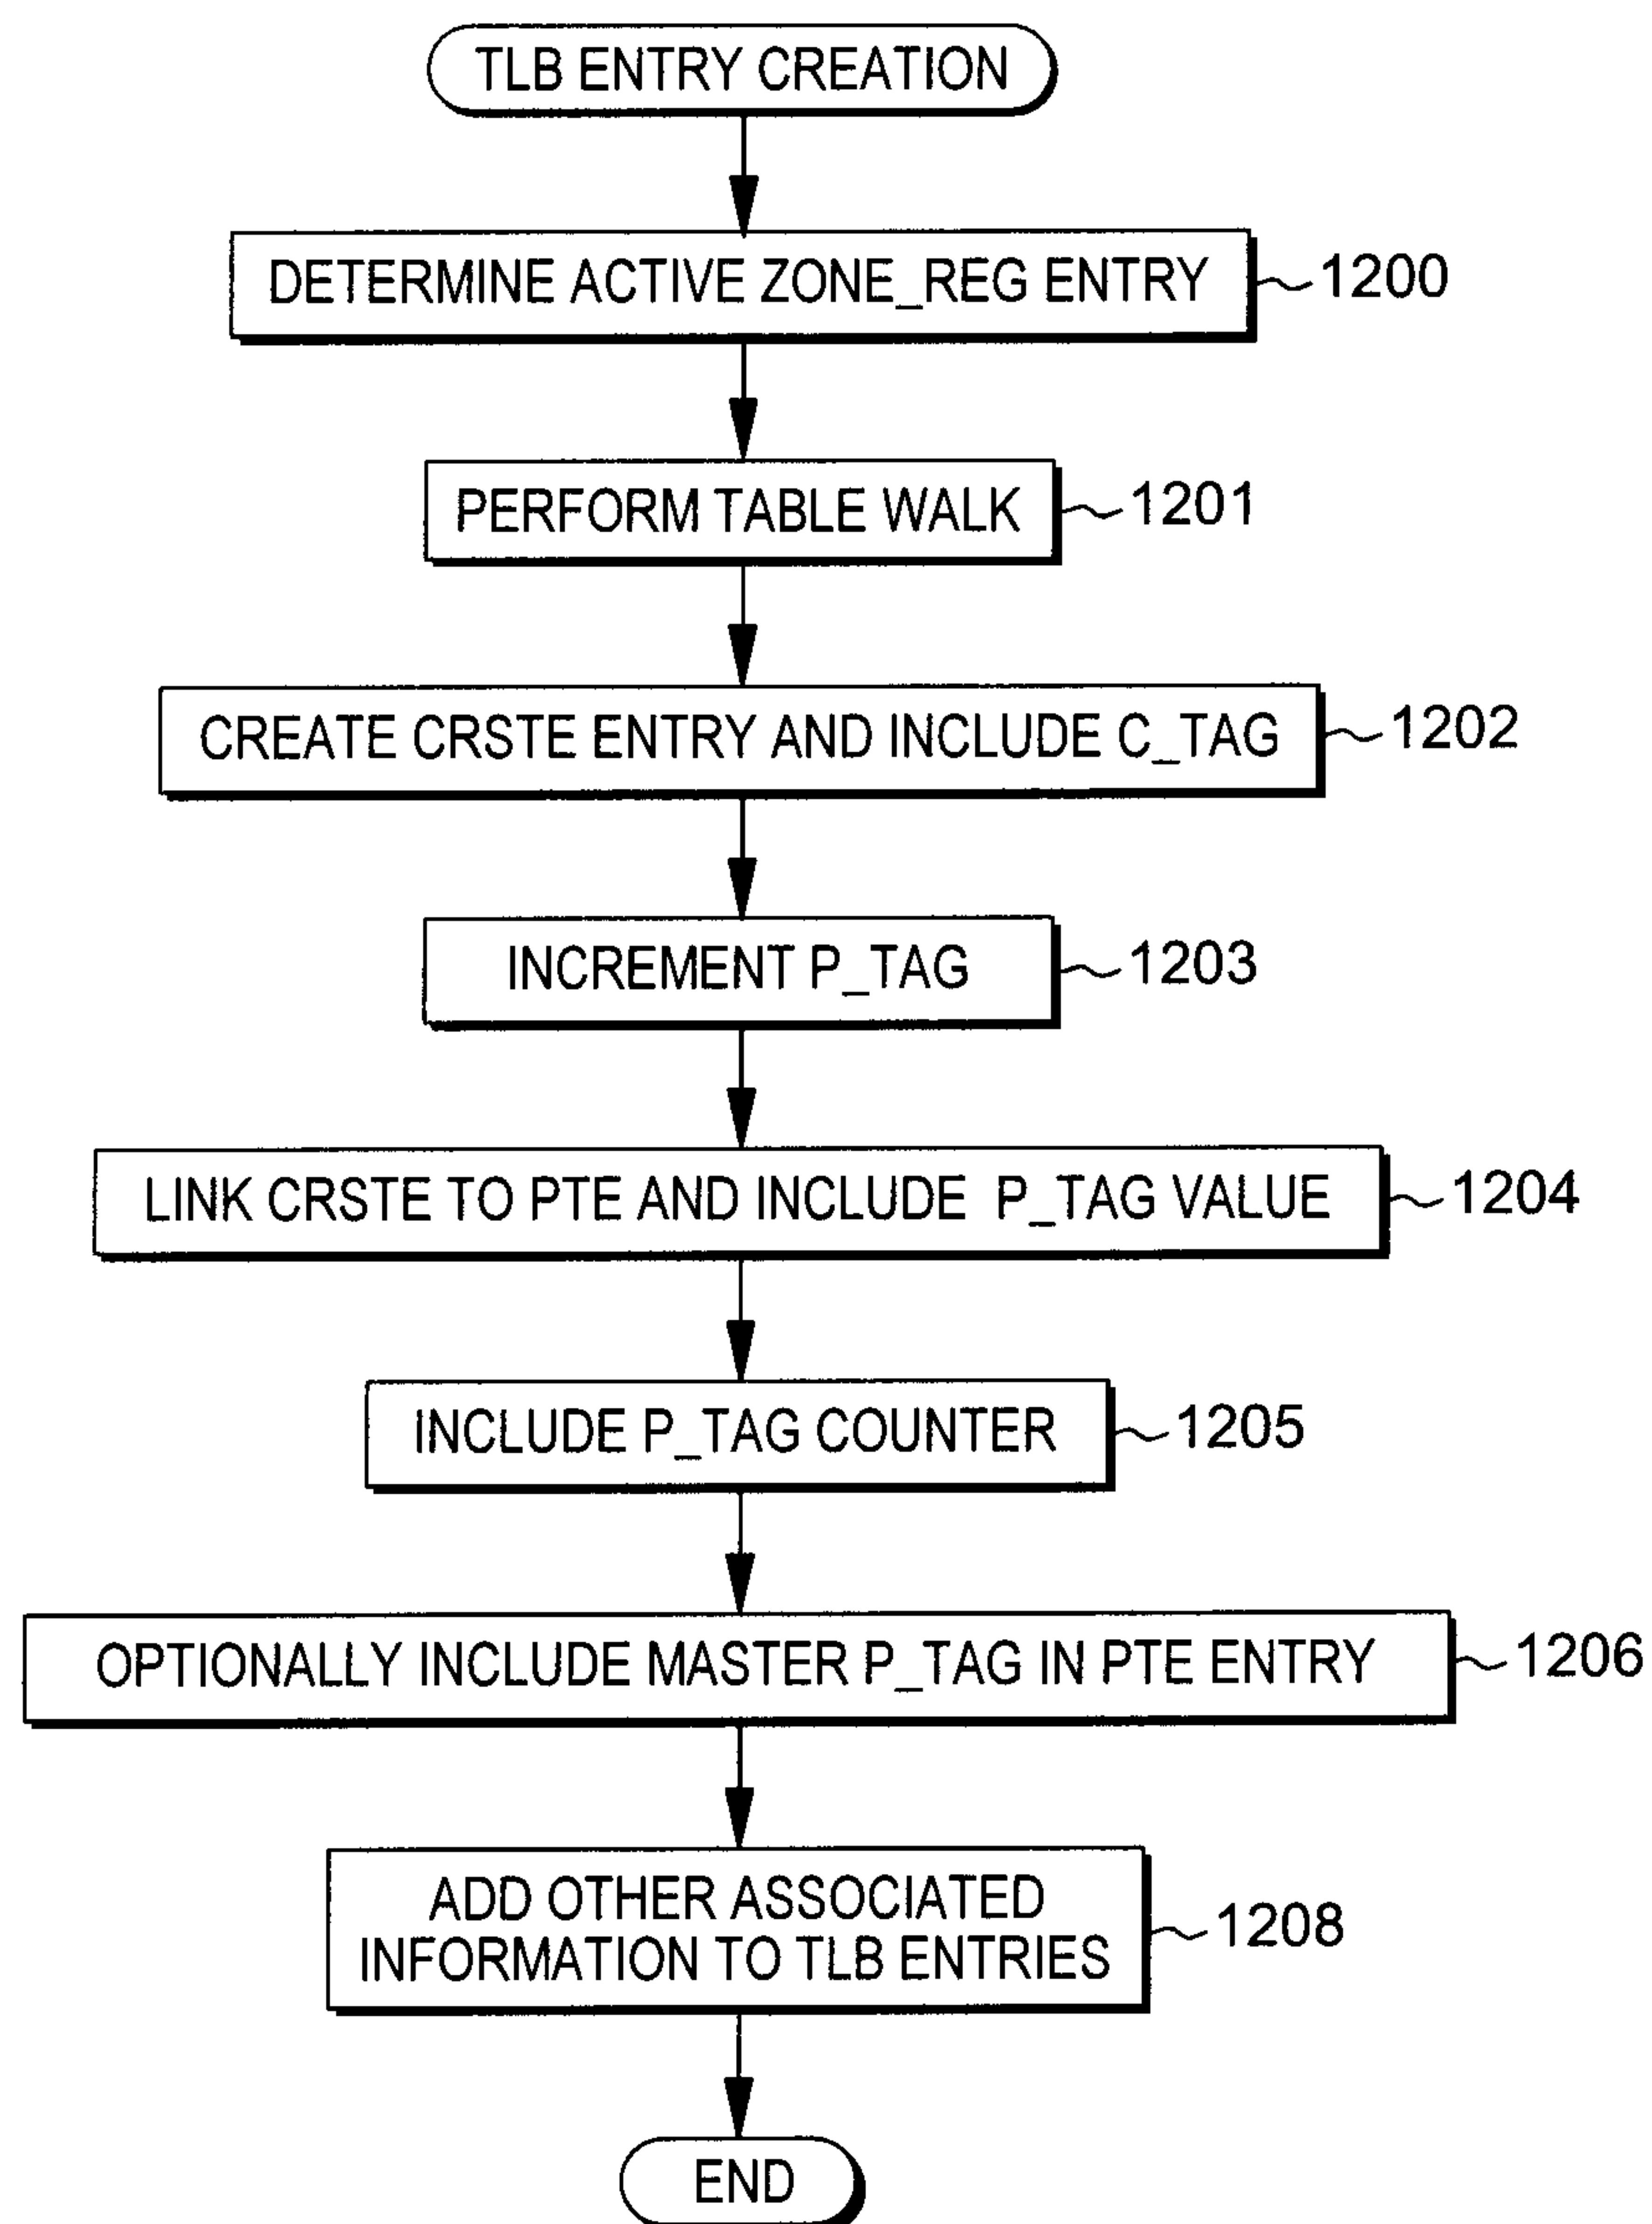 TLB ENTRY CREATION
DETERMINE ACTIVE ZONE_REG ENTRY
1200
PERFORM TABLE WALK
1201
CREATE CRSTE ENTRY AND INCLUDE C_TAG
1202
INCREMENT P_TAG
1203
LINK CRSTE TO PTE AND INCLUDE P_TAG VALUE
1204
INCLUDE P_TAG COUNTER
1205
OPTIONALLY INCLUDE MASTER P_TAG IN PTE ENTRY
1206
ADD OTHER ASSOCIATED
INFORMATION TO TLB ENTRIES
1208
END